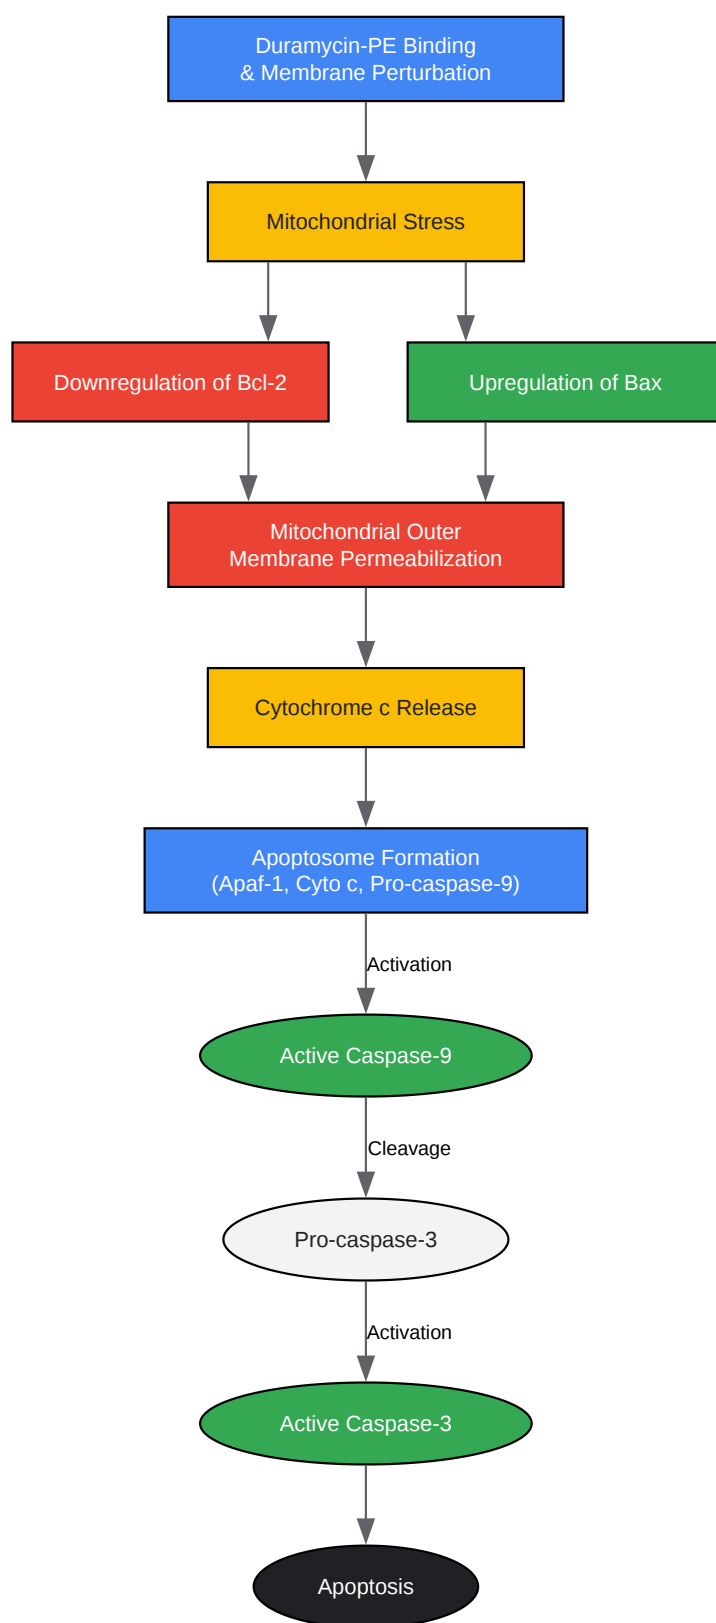 Duramycin-PE Binding
& Membrane Perturbation
Mitochondrial Stress
Downregulation of Bcl-2
Upregulation of Bax
Mitochondrial Outer
Membrane Permeabilization
Cytochrome c Release
Apoptosome Formation
(Apaf-1, Cyto c, Pro-caspase-9)
Activation
Active Caspase-9
Cleavage
Pro-caspase-3
Activation
Active Caspase-3
Apoptosis